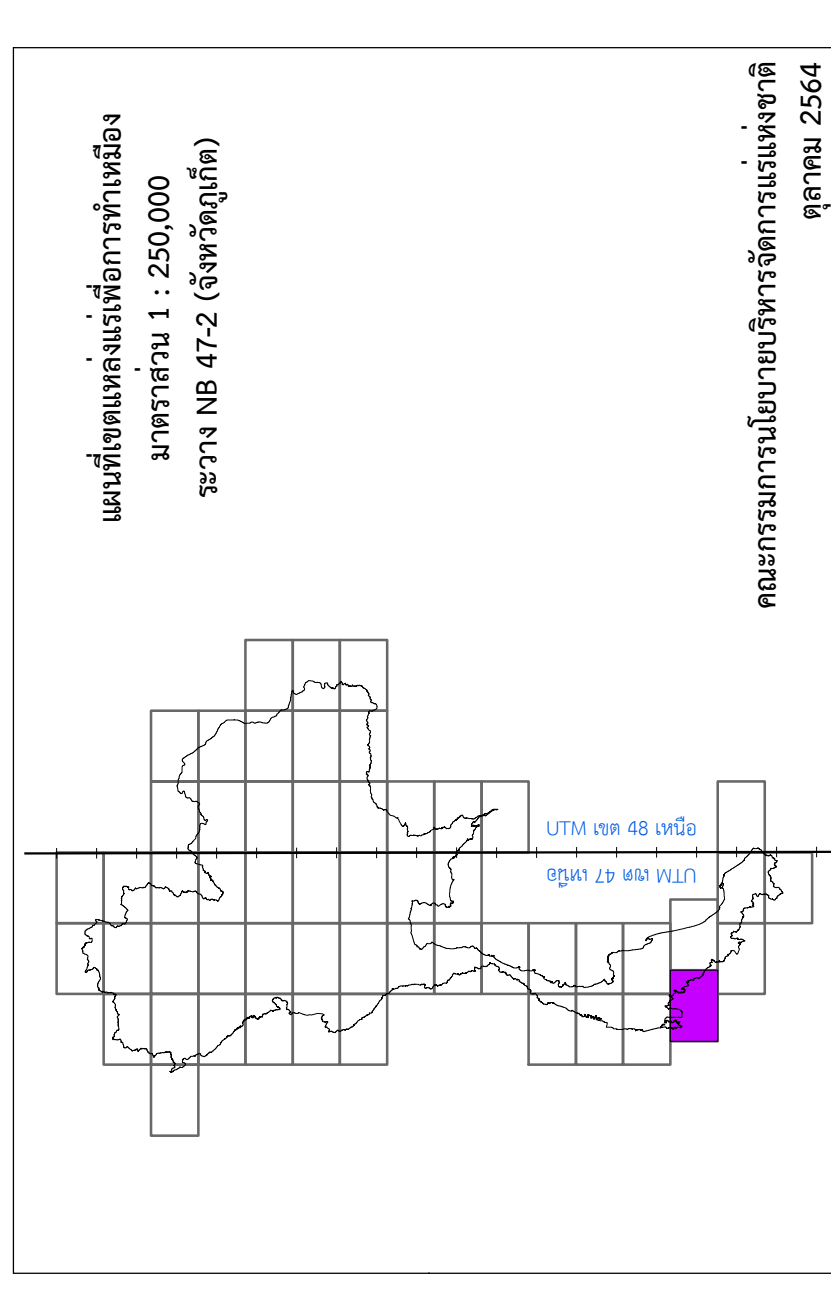 แผนที่เขตแหล่งแร่เพื่อการทำเหมือง
มาตราส่วน 1 : 250,000
ระวาง NB 47-2 (จังหวัดภูเก็ต)
UTM เขต 48 เหนือ
UTM เขต 47 เหนือ
คณะกรรมการนโยบายบริหารจัดการแร่แห่งชาติ
ตุลาคม 2564